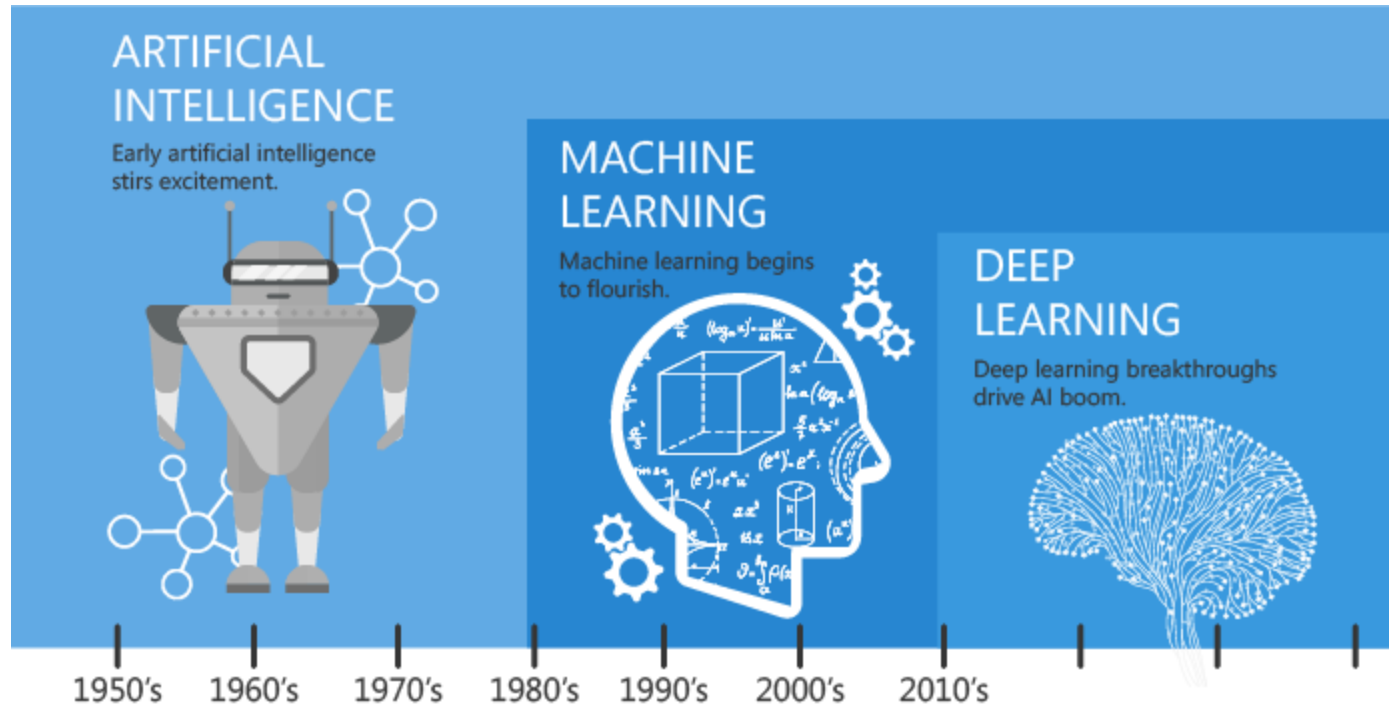 ARTIFICIAL
INTELLIGENCE
Early artificial intelligence
stirs excitement.
MACHINE
LEARNING
Machine learning begins
to flourish.
DEEP
LEARNING
Deep learning breakthroughs
drive AI boom.
1950's 1960's 1970's 1980's 1990's 2000's 2010's